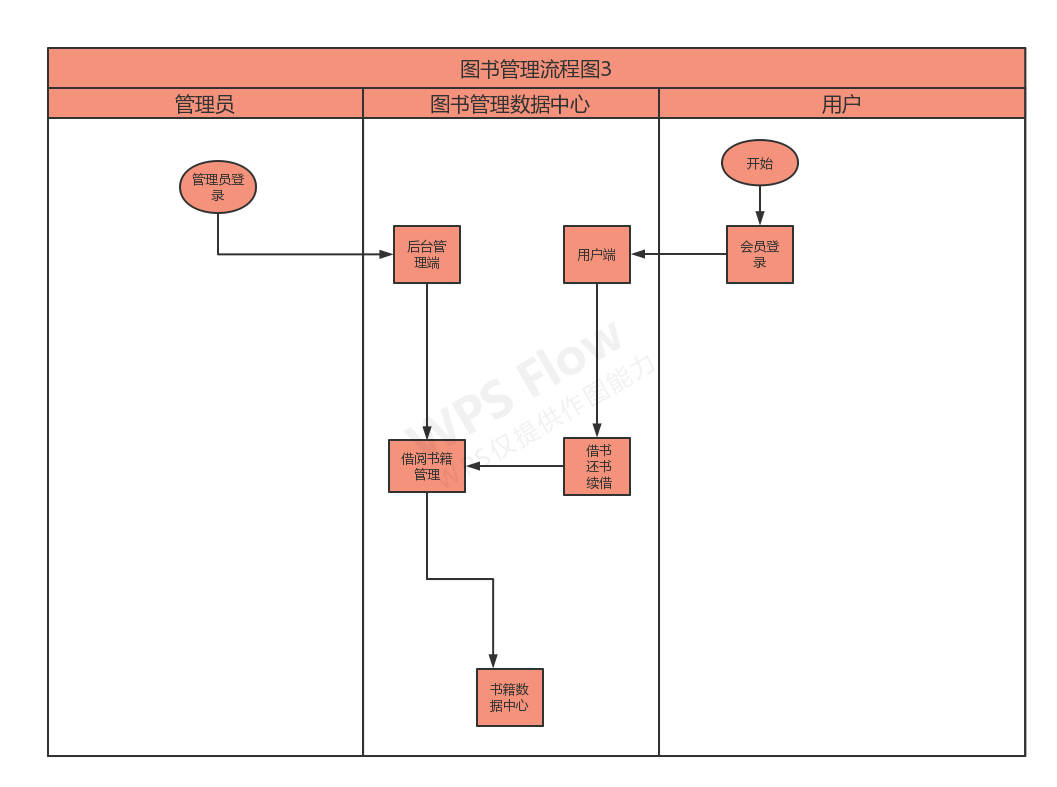 图书管理流程图3
管理员
图书管理数据中心
用户
开始
管理员登
录
后台管
理端
用户端
会员登
录
WPS Flow
WPS仅提供作图能力
借阅书籍
管理
借书
还书
续借
书籍数
据中心